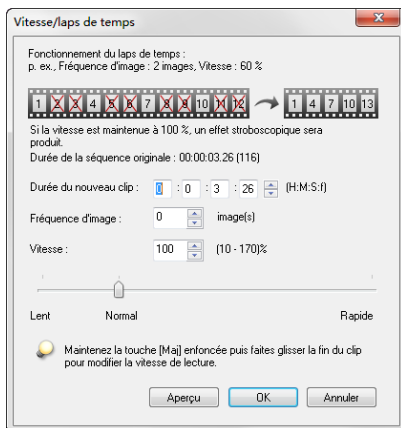 Vitesse/laps de temps
Fonctionnement du laps de temps :
p. ex., Fréquence d'image : 2 images, Vitesse : 60 %
1 2 3 4 5 6 7 8 9 10 11 12 1 4 7 10 13
Si la vitesse est maintenue à 100 %, un effet stroboscopique sera
produit.
Durée de la séquence originale : 00:00:03.26 (116)
Durée du nouveau clip : 0 : 0 : 3 : 26 (H:M:S:f)
Fréquence d'image : 0 image(s)
Vitesse : 100 (10 - 170)%
Lent Normal Rapide
Maintenez la touche [Maj] enfoncée puis faites glisser la fin du clip
pour modifier la vitesse de lecture.
Aperçu OK Annuler